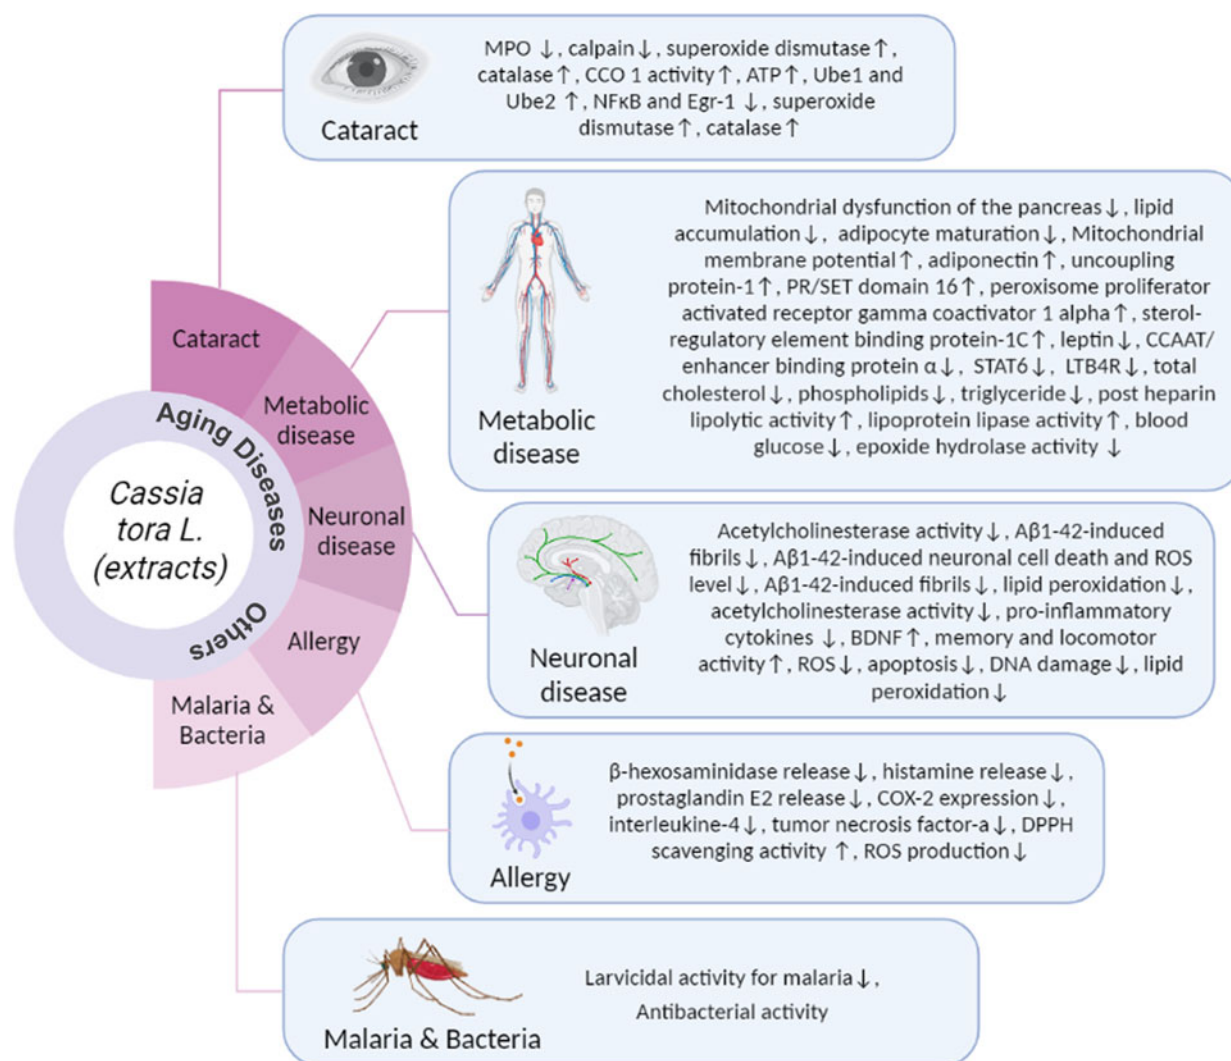 Cassia
tora L.
(extracts)
Aging Diseases
Others
Cataract
Metabolic
disease
Neuronal
disease
Allergy
Malaria &
Bacteria
Cataract
MPO ↓, calpain↓, superoxide dismutase↑,
catalase↑, CCO 1 activity↑, ATP↑, Ube1 and
Ube2 ↑, NFκB and Egr-1 ↓, superoxide
dismutase↑, catalase↑
Metabolic
disease
Mitochondrial dysfunction of the pancreas↓, lipid
accumulation↓, adipocyte maturation↓, Mitochondrial
membrane potential↑, adiponectin↑, uncoupling
protein-1↑, PR/SET domain 16↑, peroxisome proliferator
activated receptor gamma coactivator 1 alpha↑, sterol-
regulatory element binding protein-1C↑, leptin↓, CCAAT/
enhancer binding protein α↓, STAT6↓, LTB4R↓, total
cholesterol↓, phospholipids↓, triglyceride↓, post heparin
lipolytic activity↑, lipoprotein lipase activity↑, blood
glucose↓, epoxide hydrolase activity ↓
Neuronal
disease
Acetylcholinesterase activity↓, Aβ1-42-induced
fibrils↓, Aβ1-42-induced neuronal cell death and ROS
level↓, Aβ1-42-induced fibrils↓, lipid peroxidation↓,
acetylcholinesterase activity↓, pro-inflammatory
cytokines ↓, BDNF↑, memory and locomotor
activity↑, ROS↓, apoptosis↓, DNA damage↓, lipid
peroxidation↓
Allergy
β-hexosaminidase release↓, histamine release↓,
prostaglandin E2 release↓, COX-2 expression↓,
interleukine-4↓, tumor necrosis factor-a↓, DPPH
scavenging activity ↑, ROS production↓
Malaria & Bacteria
Larvicidal activity for malaria↓,
Antibacterial activity